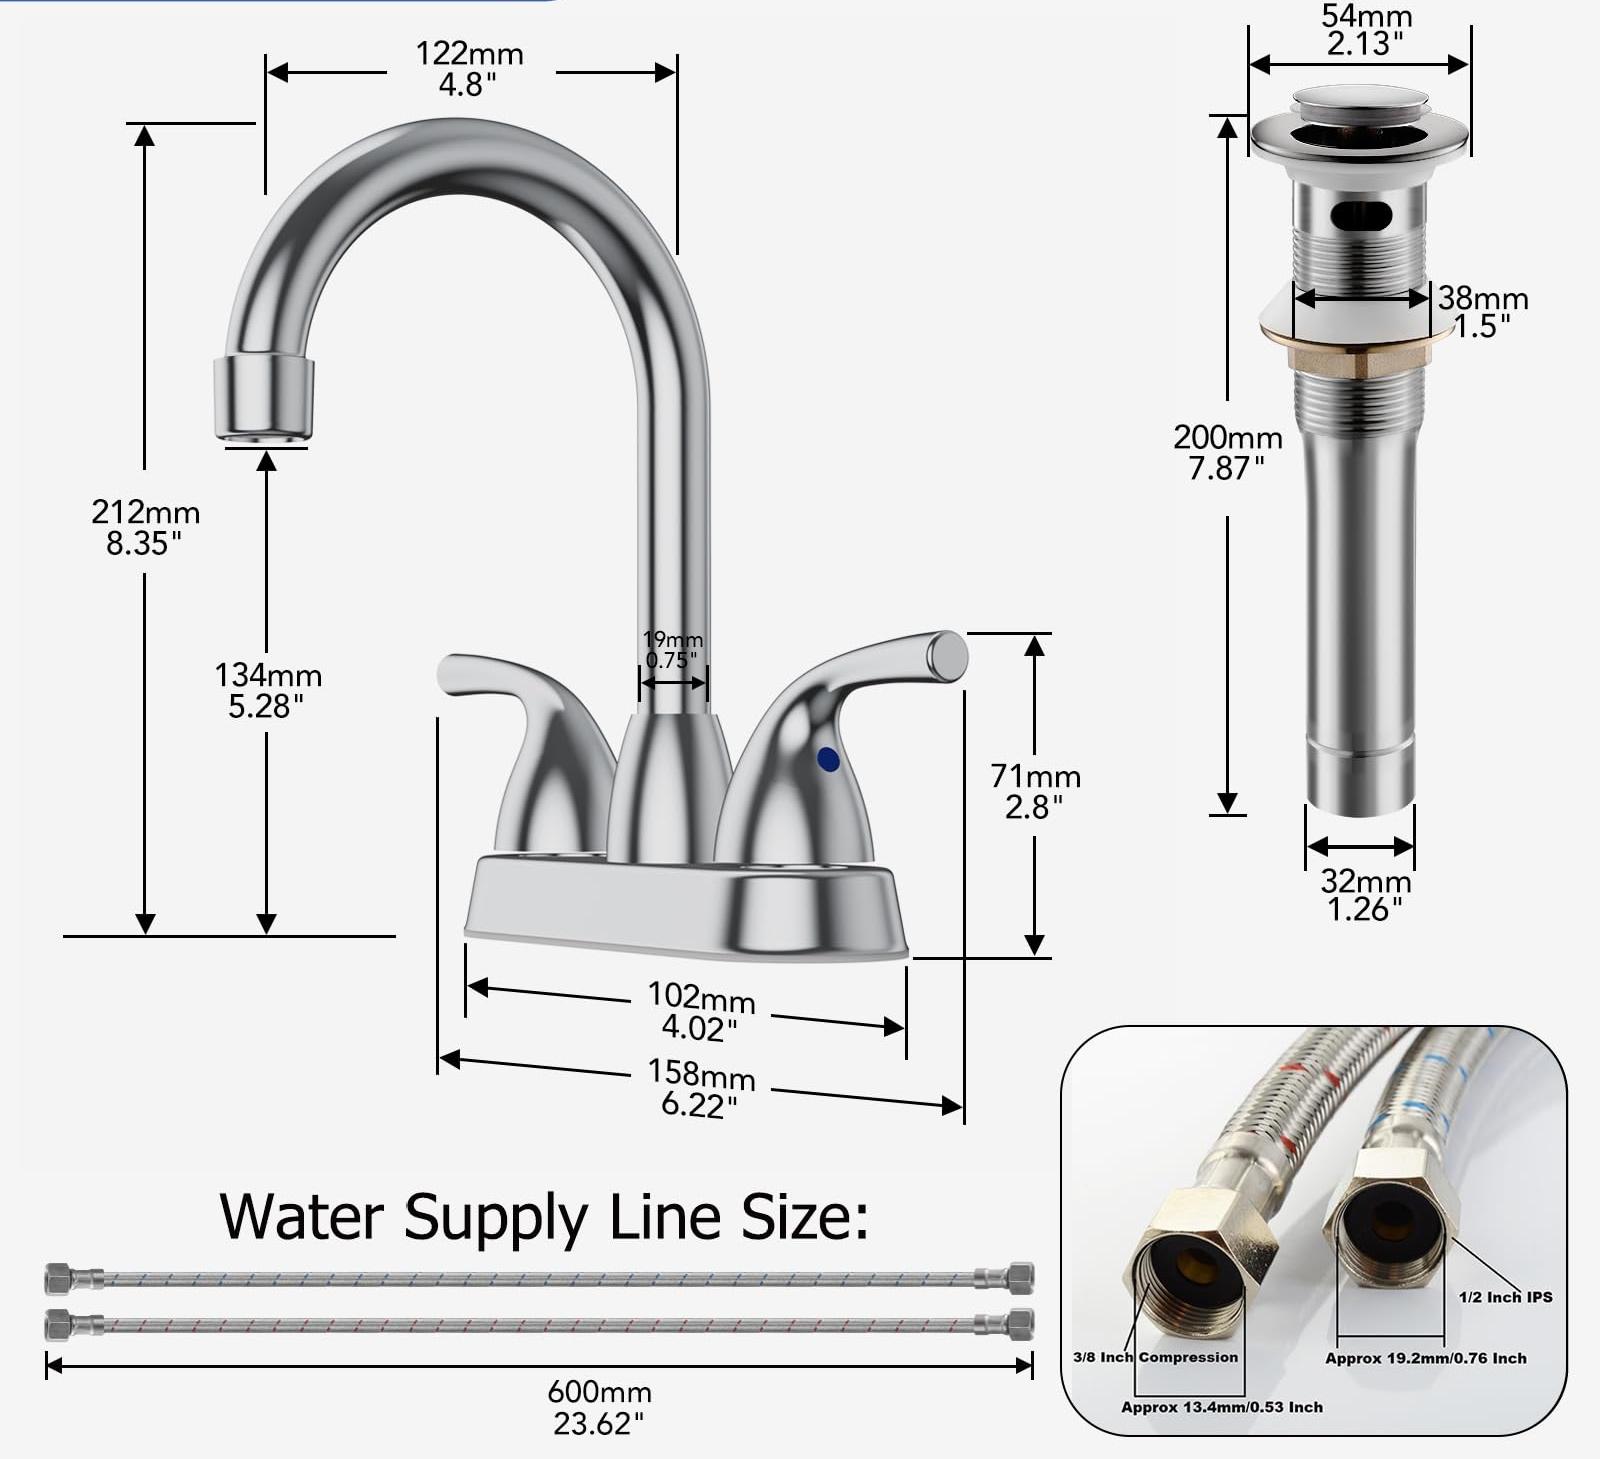 54mm
2.13"
122mm
4.8"
38mm
1.5"
200mm
7.87"
212mm
8.35"
19mm
0.75"
134mm
5.28"
71mm
2.8"
32mm
1.26"
102mm
4.02"
158mm
6.22"
Water Supply Line Size:
600mm
23.62"
1/2 Inch IPS
3/8 Inch Compression
Approx 19.2mm/0.76 Inch
Approx 13.4mm/0.53 Inch